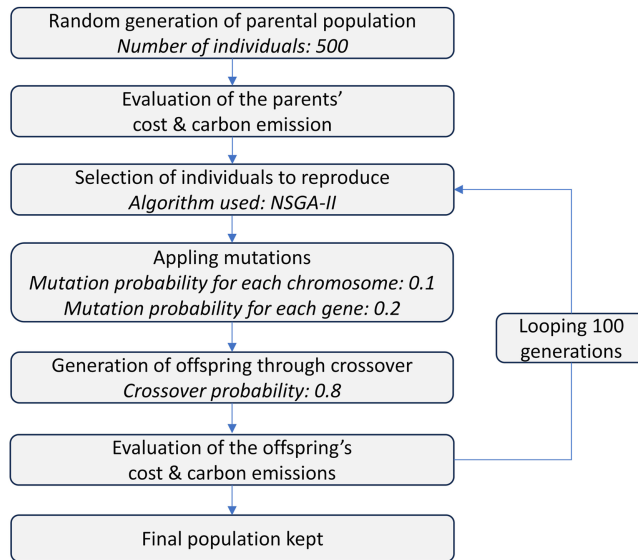 Random generation of parental population
Number of individuals: 500
Evaluation of the parents'
cost & carbon emission
Selection of individuals to reproduce
Algorithm used: NSGA-II
Appling mutations
Mutation probability for each chromosome: 0.1
Mutation probability for each gene: 0.2
Looping 100
generations
Generation of offspring through crossover
Crossover probability: 0.8
Evaluation of the offspring's
cost & carbon emissions
Final population kept